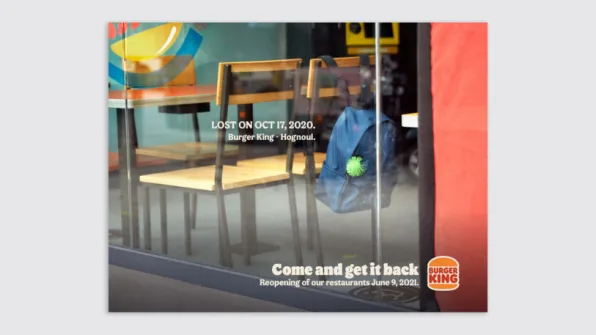 LOST ON OCT 17, 2020.
Burger King - Hognoul.
Come and get it back
Reopening of our restaurants June 9, 2021.
BURGER
KING